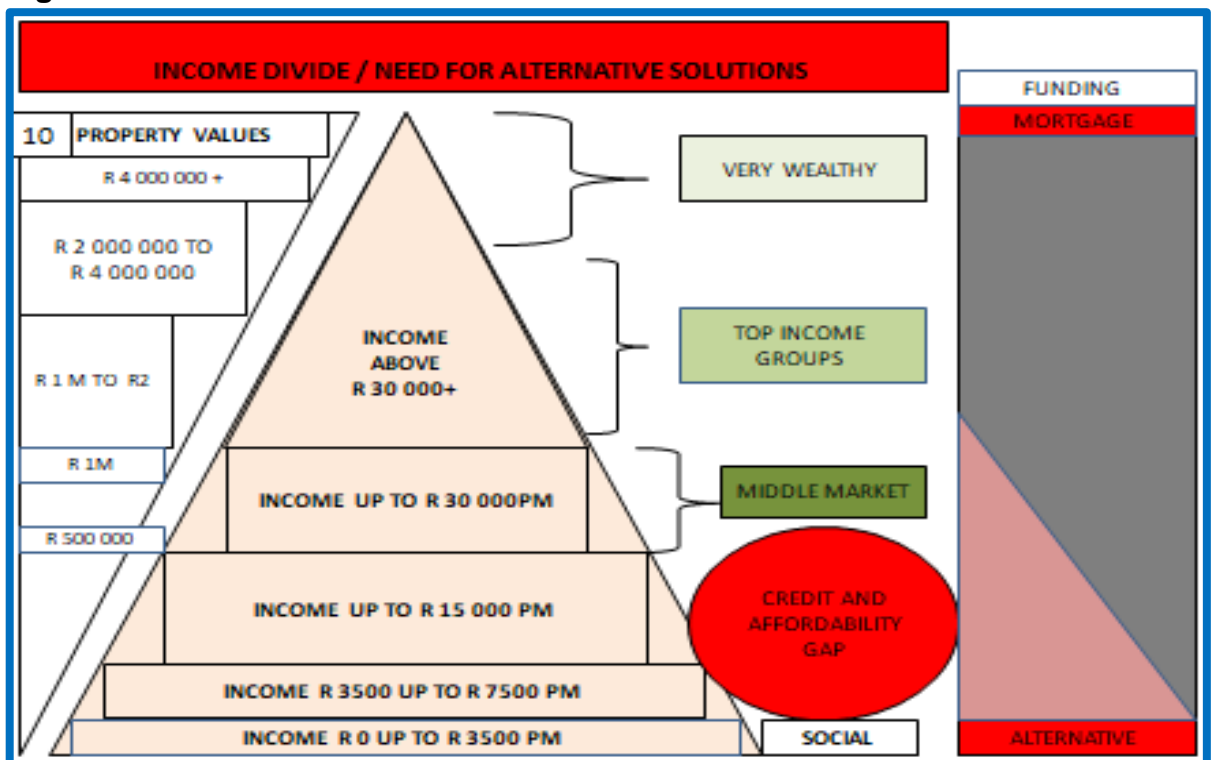 INCOME DIVIDE / NEED FOR ALTERNATIVE SOLUTIONS
10 PROPERTY VALUES
R 4 000 000 +
R 2 000 000 TO
R 4 000 000
R 1 M TO R2
R 1M
R 500 000
INCOME
ABOVE
R 30 000+
INCOME UP TO R 30 000PM
INCOME UP TO R 15 000 PM
INCOME R 3500 UP TO R 7500 PM
INCOME R 0 UP TO R 3500 PM
VERY WEALTHY
TOP INCOME
GROUPS
MIDDLE MARKET
CREDIT AND
AFFORDABILITY
GAP
SOCIAL
FUNDING
MORTGAGE
ALTERNATIVE